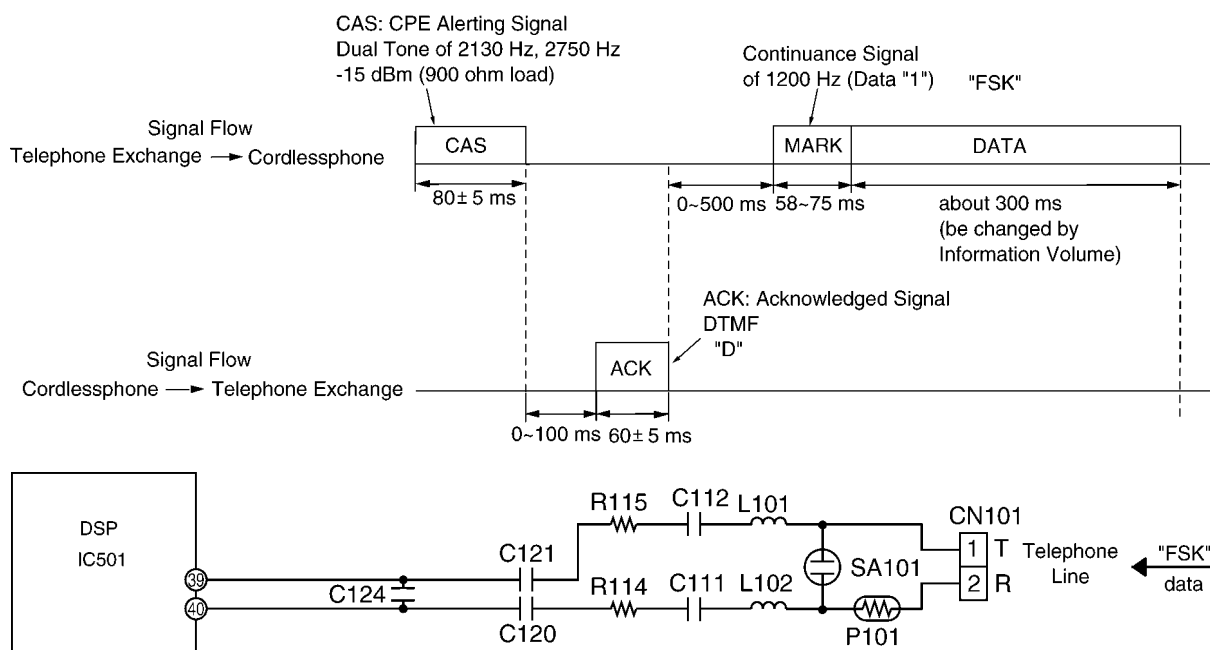 CAS: CPE Alerting Signal
Dual Tone of 2130 Hz, 2750 Hz
-15 dBm (900 ohm load)
Continuance Signal
of 1200 Hz (Data "1") "FSK"
Signal Flow
Telephone Exchange Cordlessphone
CAS
MARK
DATA
80± 5 ms
0~500 ms
58~75 ms
about 300 ms
(be changed by
Information Volume)
ACK: Acknowledged Signal
DTMF
"D"
Signal Flow
Cordlessphone Telephone Exchange
ACK
0~100 ms
60± 5 ms
DSP
IC501
39
40
C124
C121
C120
R115
C112
L101
R114
C111
L102
SA101
P101
CN101
1 T
2 R
Telephone
Line
"FSK"
data